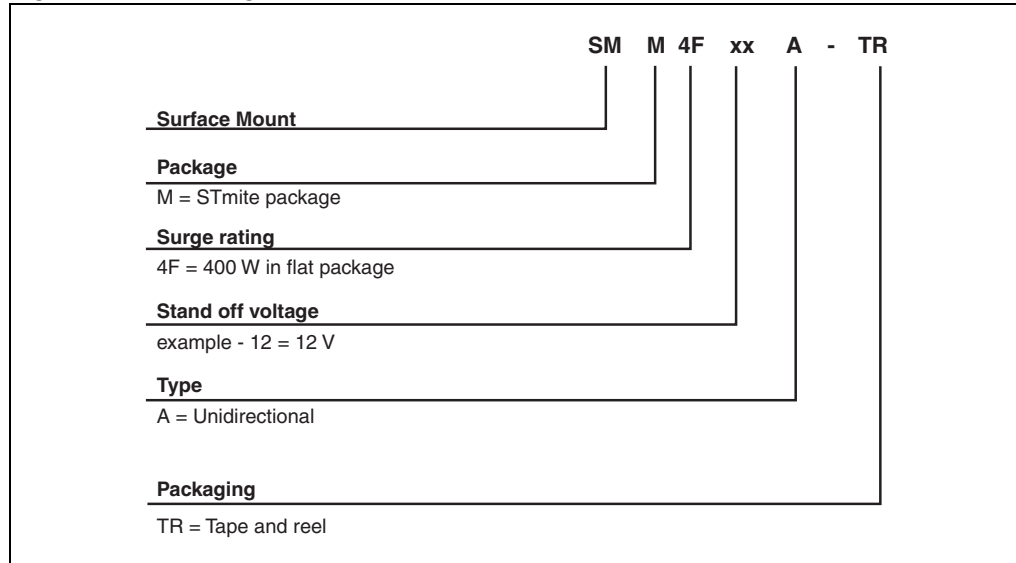 SM M 4F xx A - TR
Surface Mount
Package
M = STmite package
Surge rating
4F = 400 W in flat package
Stand off voltage
example - 12 = 12 V
Type
A = Unidirectional
Packaging
TR = Tape and reel